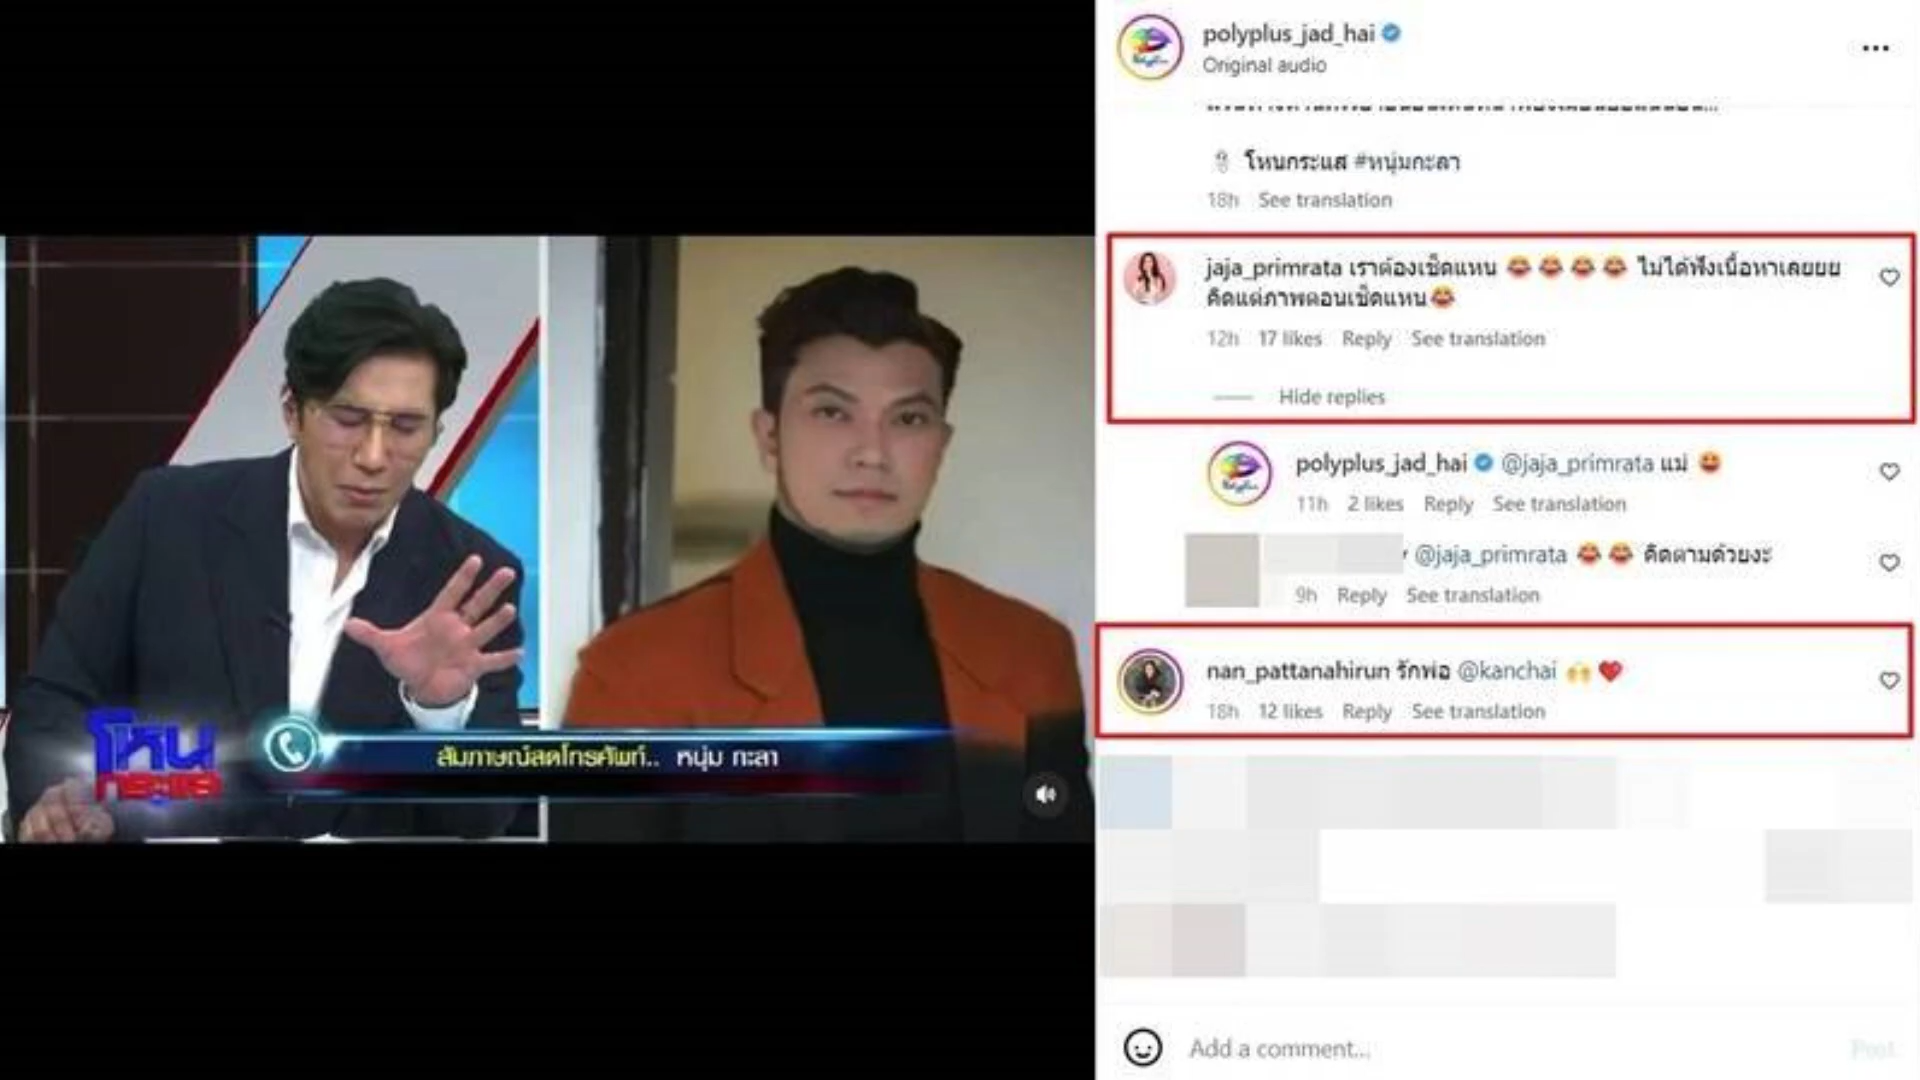 polyplus_jad_hai
Original audio
โหนกระแส #หนุ่มกะลา
18h See translation
jaja_primrata เราต้องเช็ดแหน 😂 😂 😂 😂 ไม่ได้ฟังเนื้อหาเลยยย
คิดแต่ภาพตอนเช็ดแหน😂
12h 17 likes Reply See translation
Hide replies
polyplus_jad_hai @jaja_primrata แม่
11h 2 likes Reply See translation
@jaja_primrata 😂 😂 คิดตามด้วยงะ
9h Reply See translation
nan_pattanahirun รักพ่อ @kanchai 🙌 ❤️
18h 12 likes Reply See translation
Add a comment...
Post
โหน
กระแส
สัมภาษณ์สดโทรศัพท์.. หนุ่ม กะลา